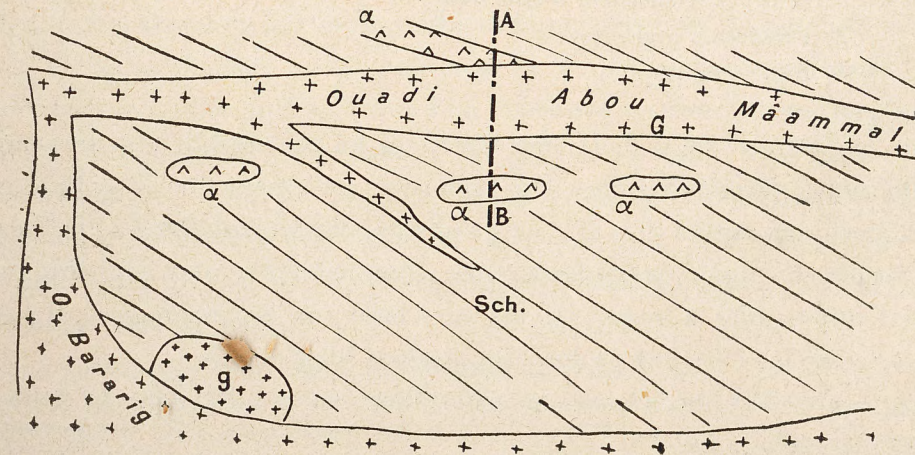 α
A
Ouadi Abou Mâammal
G
α
α
B
α
Sch.
O. Bararig
g